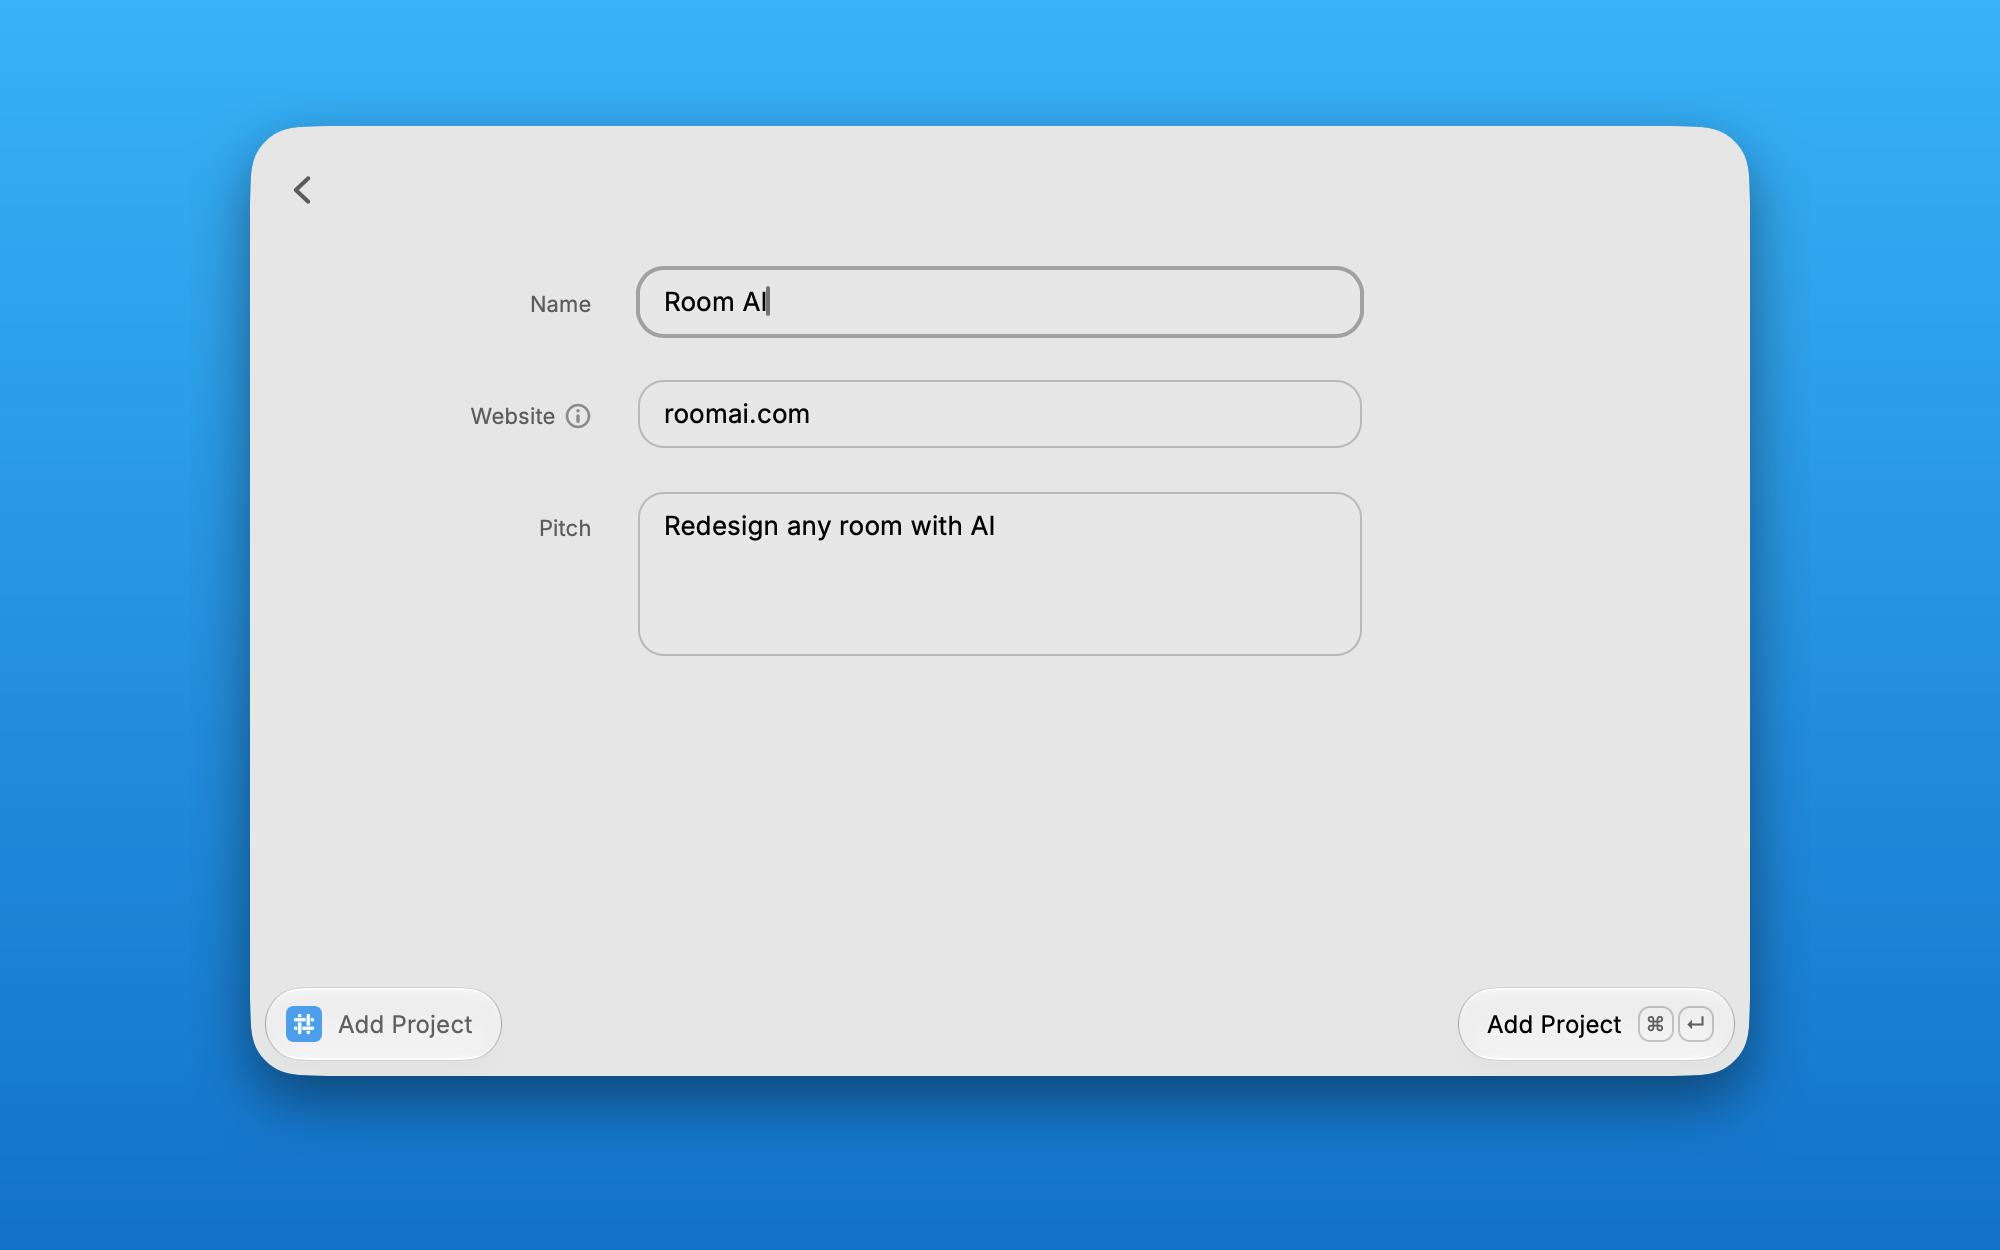 Name
Room AI
Website
roomai.com
Pitch
Redesign any room with AI
Add Project
Add Project ⌘ ↵